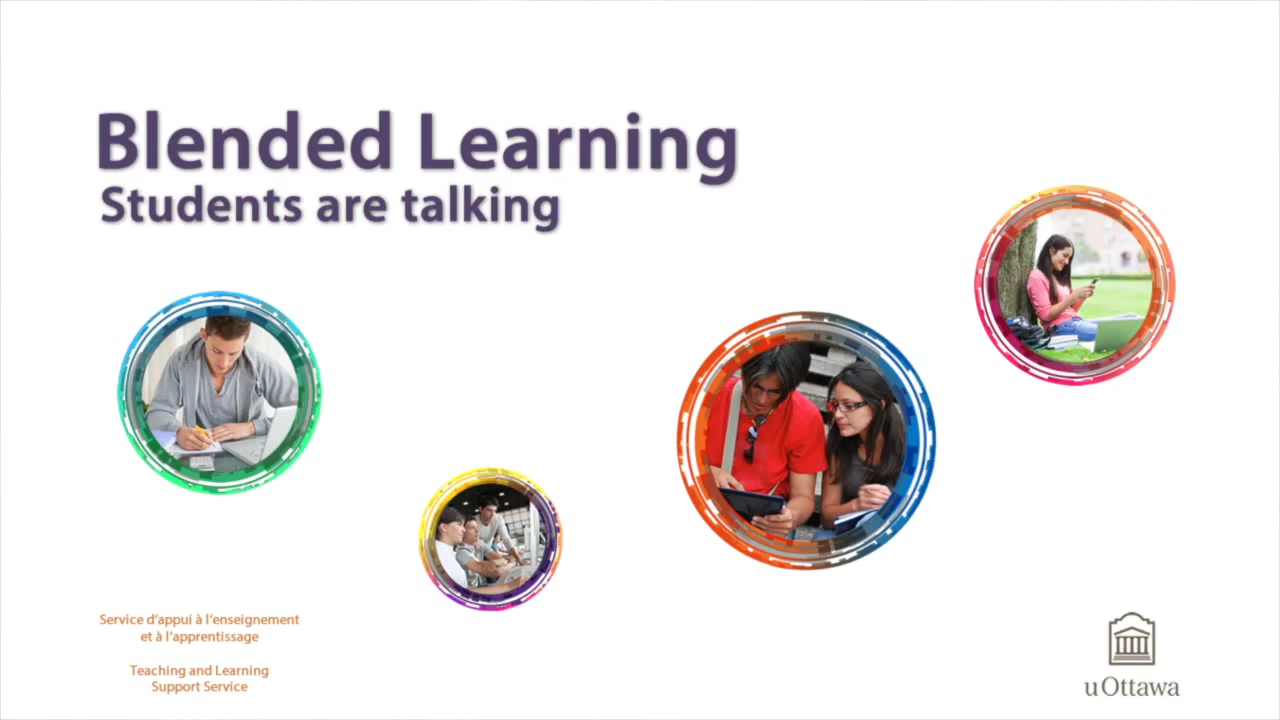 Blended Learning
Students are talking
Service d'appui à l'enseignement
et à l'apprentissage
Teaching and Learning
Support Service
uOttawa